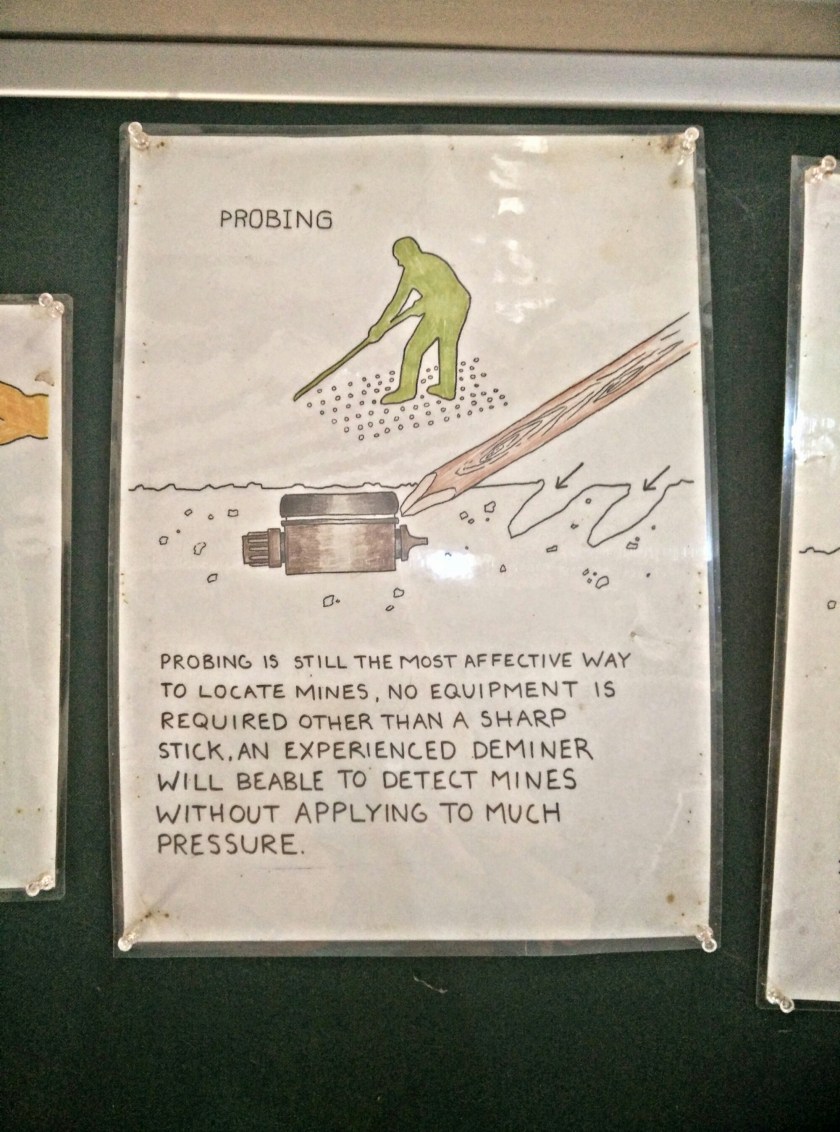 PROBING
PROBING IS STILL THE MOST AFFECTIVE WAY
TO LOCATE MINES, NO EQUIPMENT IS
REQUIRED OTHER THAN A SHARP
STICK, AN EXPERIENCED DEMINER
WILL BEABLE TO DETECT MINES
WITHOUT APPLYING TO MUCH
PRESSURE.